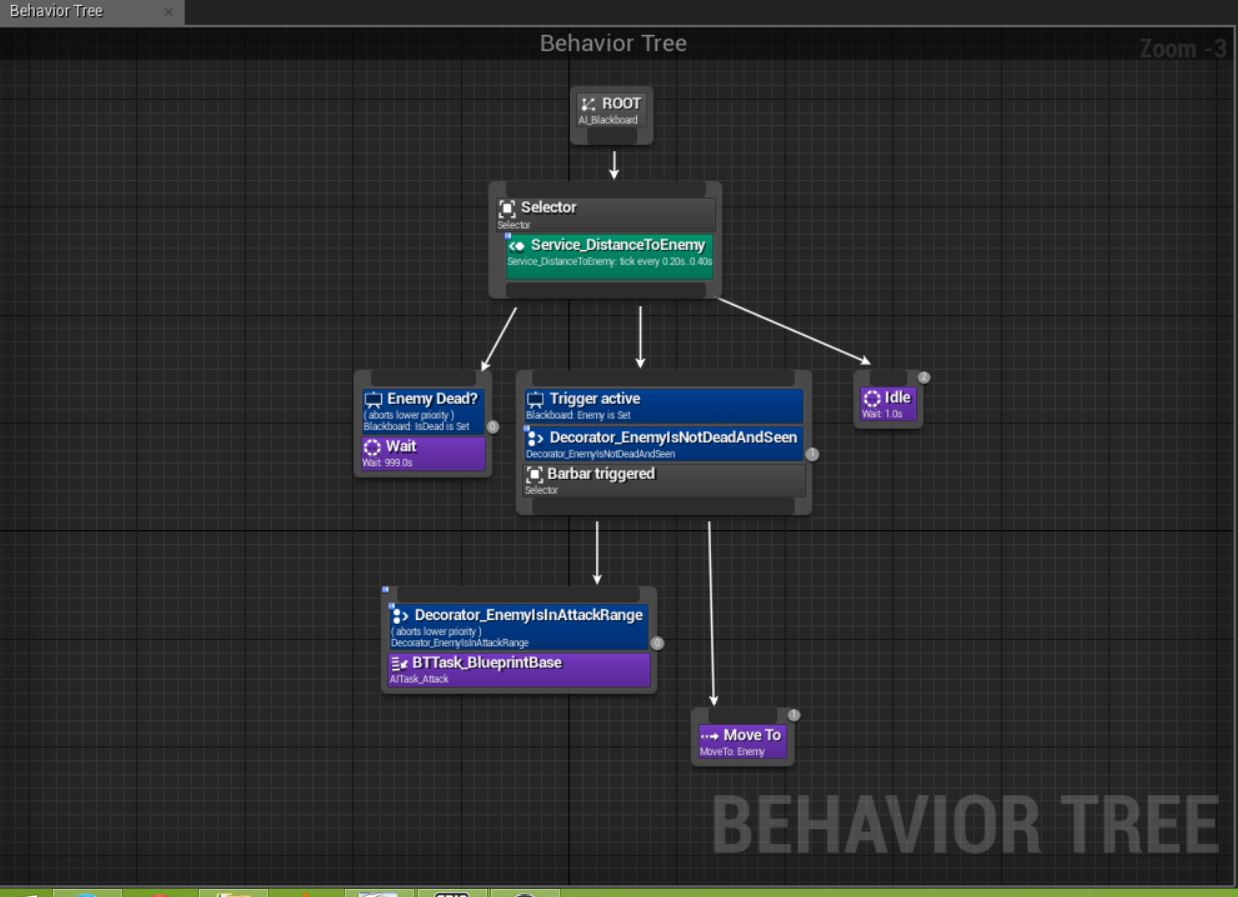 Behavior Tree
Behavior Tree
Zoom -3
ROOT
AI_Blackboard
Selector
Selector
Service_DistanceToEnemy
Service_DistanceToEnemy: tick every 0.20s..0.40s
Enemy Dead?
( aborts lower priority )
Blackboard: IsDead is Set
0
Wait
Wait: 999.0s
Trigger active
Blackboard: Enemy is Set
Decorator_EnemyIsNotDeadAndSeen
Decorator_EnemyIsNotDeadAndSeen
1
Barbar triggered
Selector
2
Idle
Wait: 1.0s
Decorator_EnemyIsInAttackRange
( aborts lower priority )
Decorator_EnemyIsInAttackRange
0
BTTask_BlueprintBase
AITask_Attack
1
Move To
MoveTo: Enemy
BEHAVIOR TREE